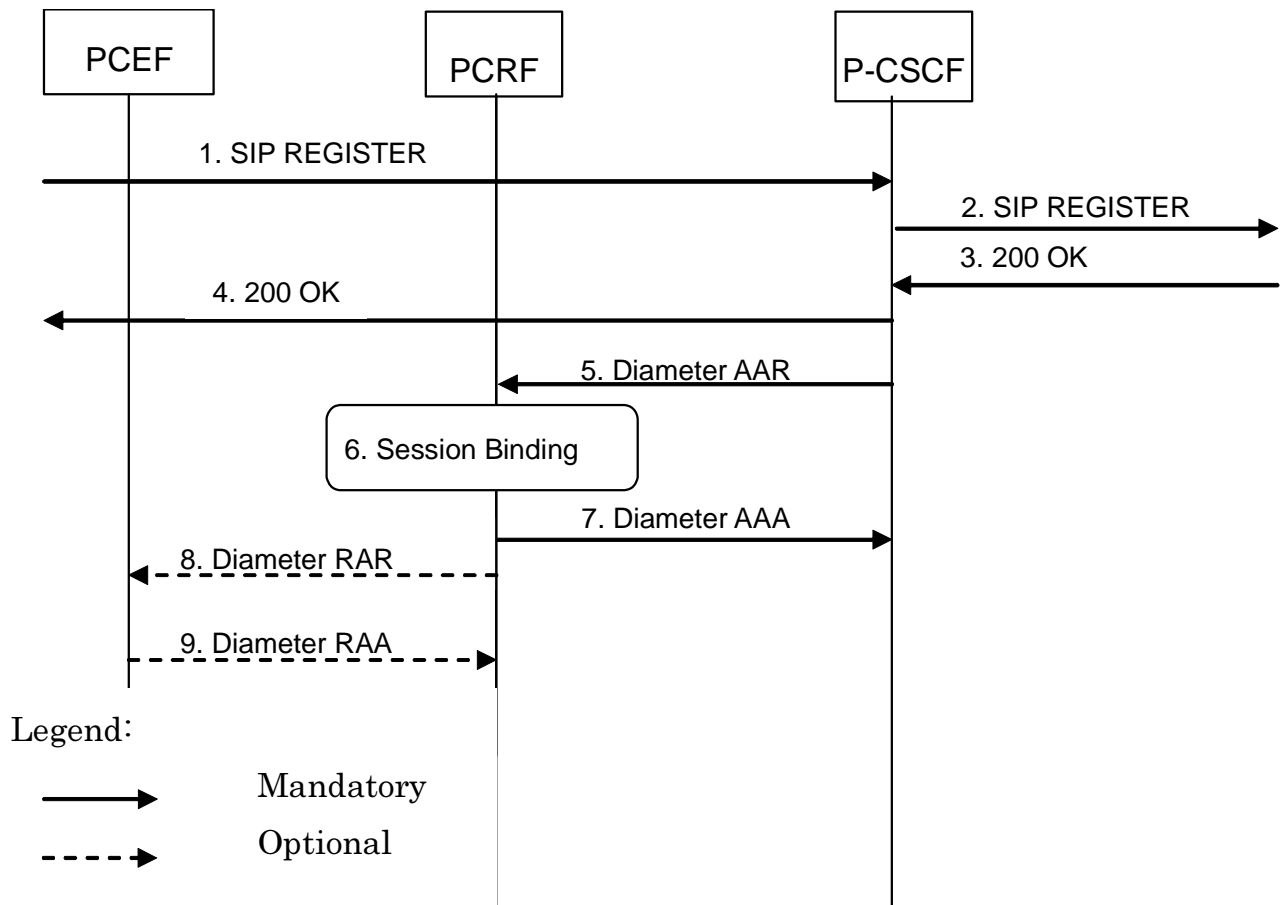 PCEF
PCRF
P-CSCF
1. SIP REGISTER
2. SIP REGISTER
3. 200 OK
4. 200 OK
5. Diameter AAR
6. Session Binding
7. Diameter AAA
8. Diameter RAR
9. Diameter RAA
Legend:
Mandatory
Optional